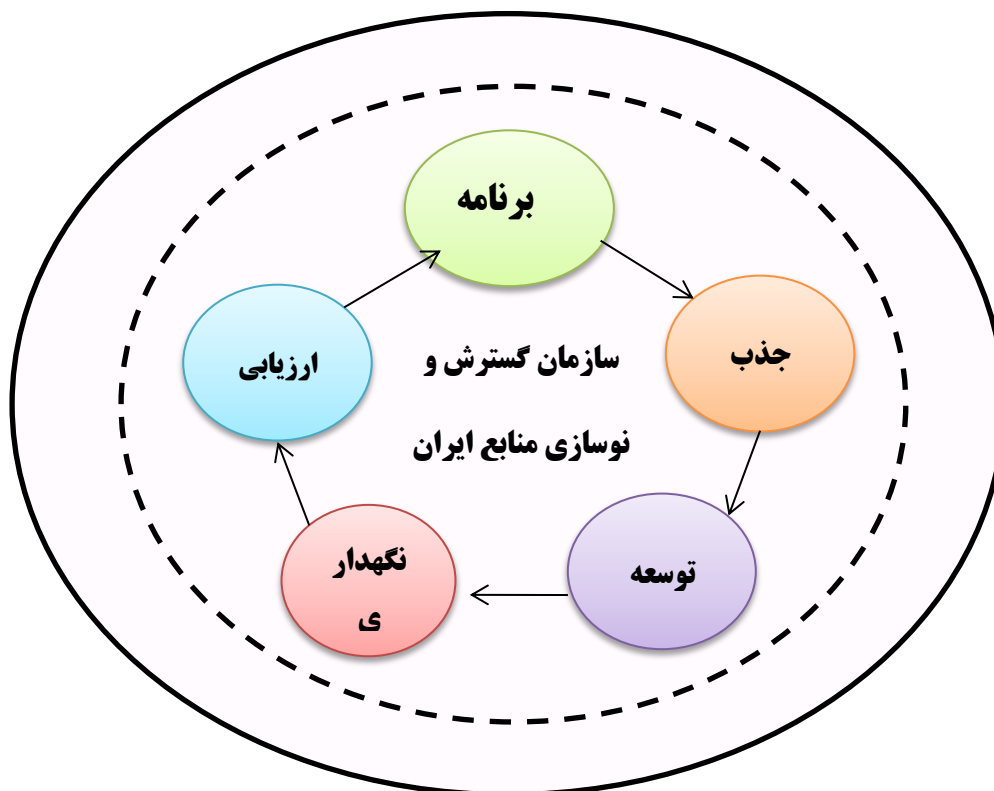 برنامه
جذب
ارزیابی
سازمان گسترش و
نوسازی منابع ایران
توسعه
نگهدار
ی